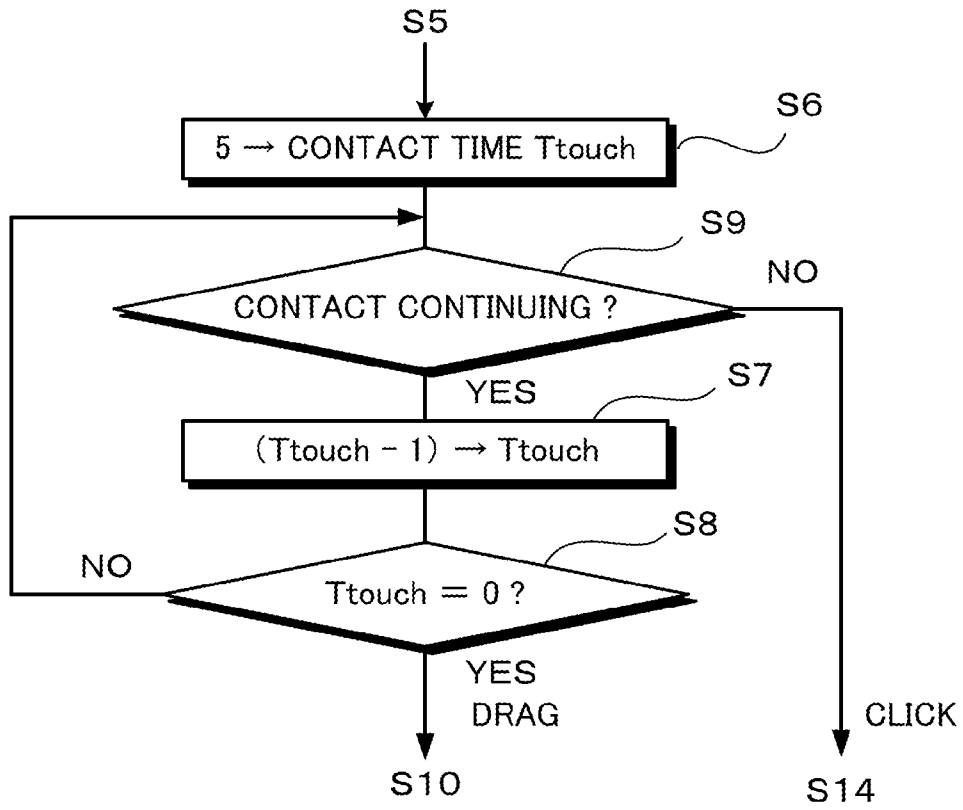 S5
S6
5 → CONTACT TIME Ttouch
S9
NO
CONTACT CONTINUING ?
YES
S7
(Ttouch - 1) → Ttouch
S8
NO
Ttouch = 0 ?
YES
DRAG
CLICK
S10
S14